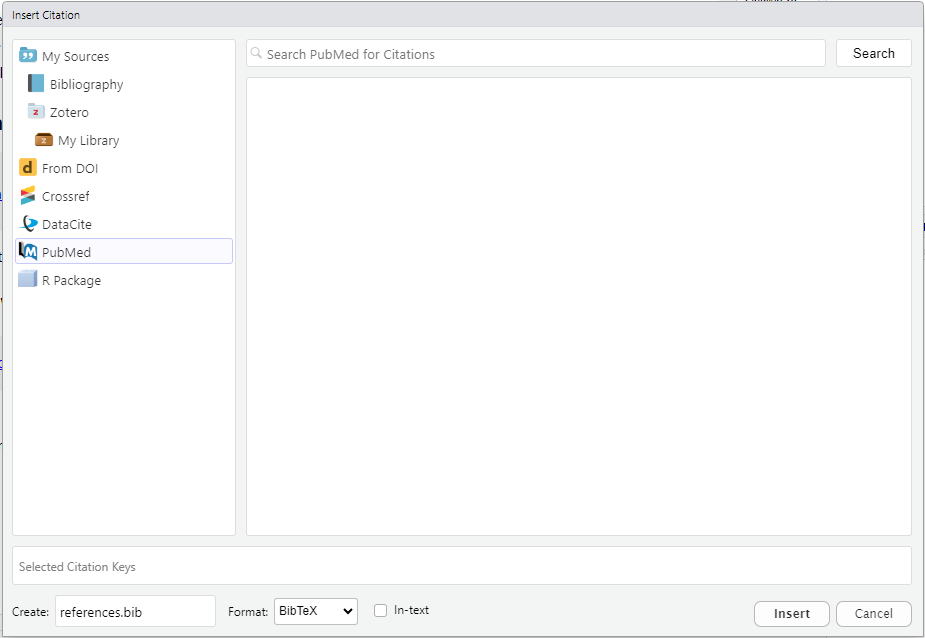 Insert Citation
My Sources
Bibliography
Zotero
My Library
From DOI
Crossref
DataCite
PubMed
R Package
Search PubMed for Citations
Search
Selected Citation Keys
Create: references.bib Format: BibTeX In-text
Insert Cancel